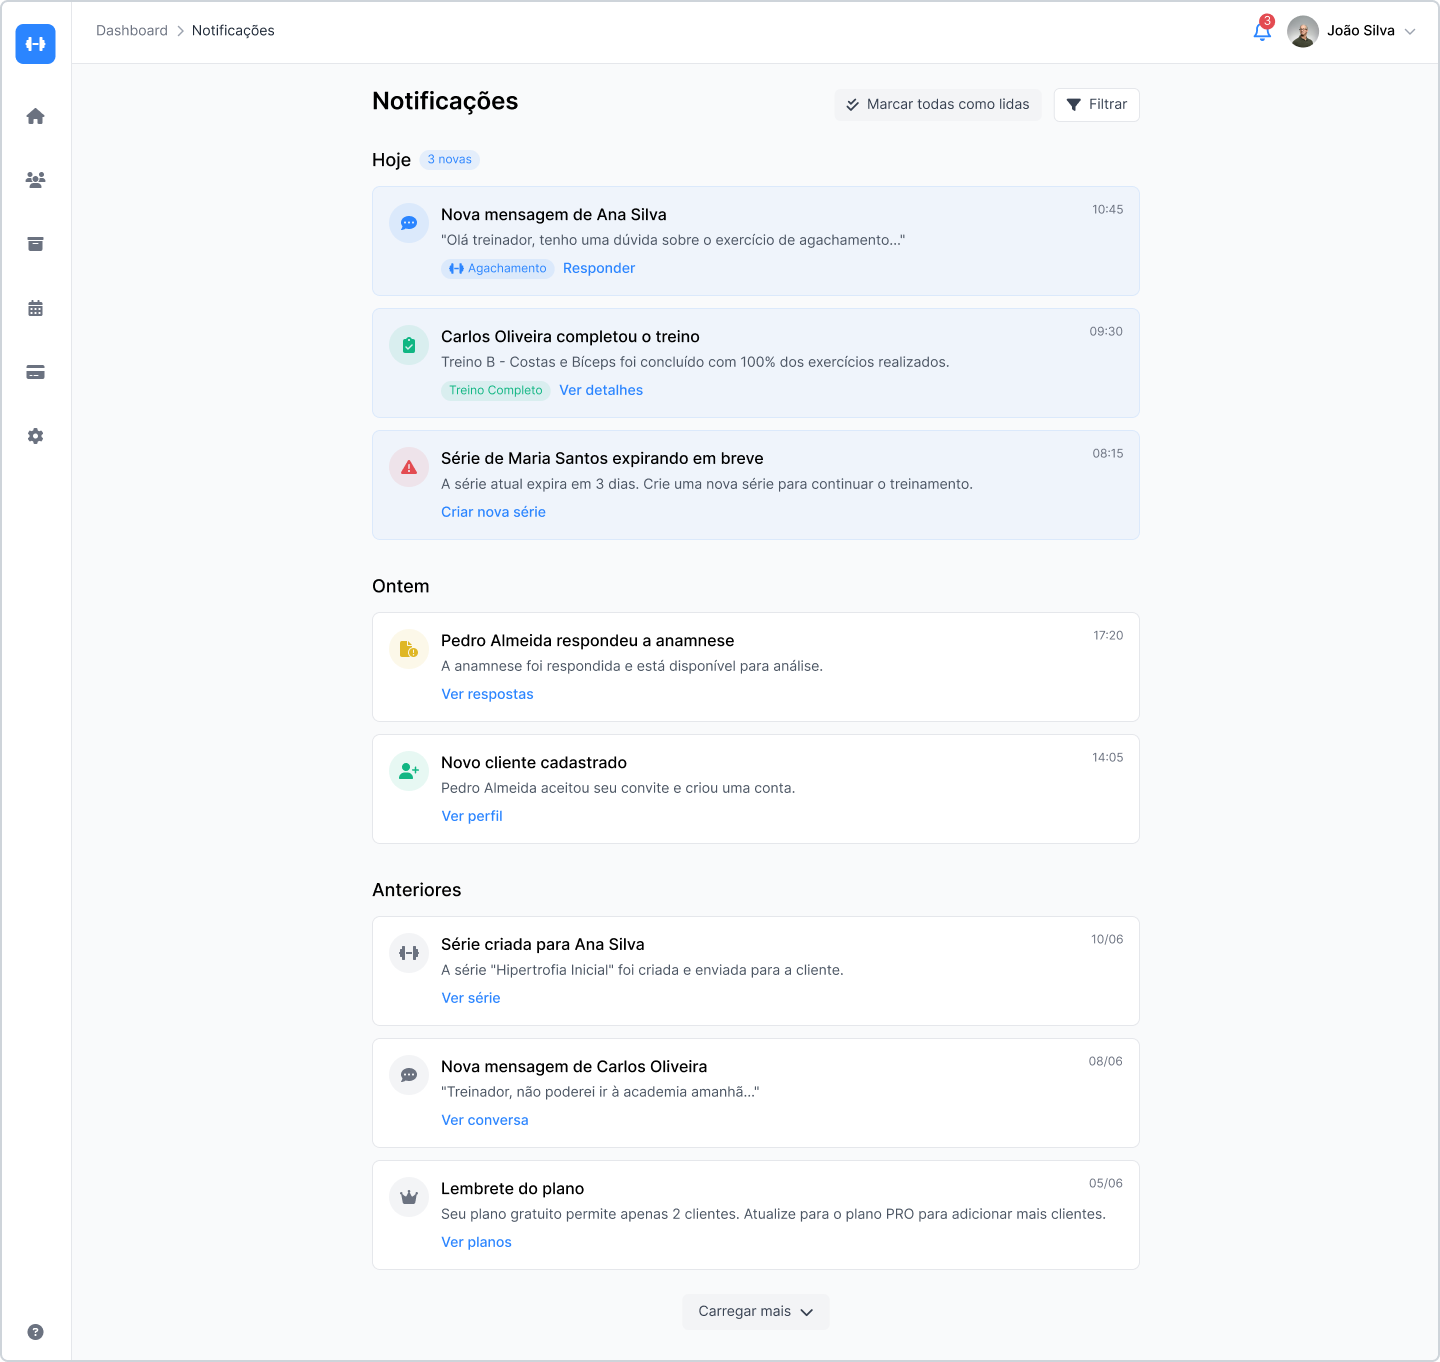 Dashboard
Notificações
3
João Silva
Notificações
Marcar todas como lidas
Filtrar
Hoje
3 novas
Nova mensagem de Ana Silva
10:45
"Olá treinador, tenho uma dúvida sobre o exercício de agachamento..."
Agachamento
Responder
Carlos Oliveira completou o treino
09:30
Treino B - Costas e Bíceps foi concluído com 100% dos exercícios realizados.
Treino Completo
Ver detalhes
Série de Maria Santos expirando em breve
08:15
A série atual expira em 3 dias. Crie uma nova série para continuar o treinamento.
Criar nova série
Ontem
Pedro Almeida respondeu a anamnese
17:20
A anamnese foi respondida e está disponível para análise.
Ver respostas
Novo cliente cadastrado
14:05
Pedro Almeida aceitou seu convite e criou uma conta.
Ver perfil
Anteriores
Série criada para Ana Silva
10/06
A série "Hipertrofia Inicial" foi criada e enviada para a cliente.
Ver série
Nova mensagem de Carlos Oliveira
08/06
"Treinador, não poderei ir à academia amanhã..."
Ver conversa
Lembrete do plano
05/06
Seu plano gratuito permite apenas 2 clientes. Atualize para o plano PRO para adicionar mais clientes.
Ver planos
Carregar mais